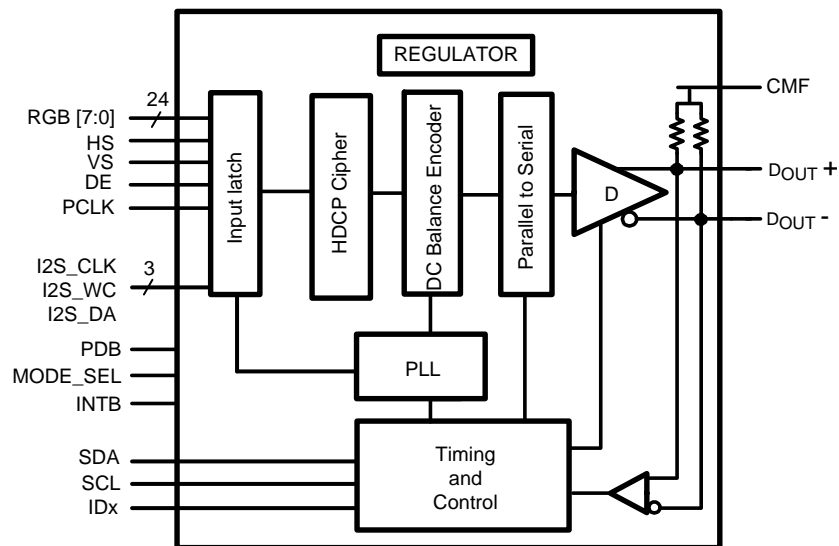 REGULATOR
CMF
24
RGB [7:0]
HS
VS
DE
PCLK
Input latch
HDCP Cipher
DC Balance Encoder
Parallel to Serial
D
DOUT +
DOUT -
I2S_CLK
3
I2S_WC
I2S_DA
PDB
MODE_SEL
INTB
PLL
SDA
SCL
IDx
Timing
and
Control